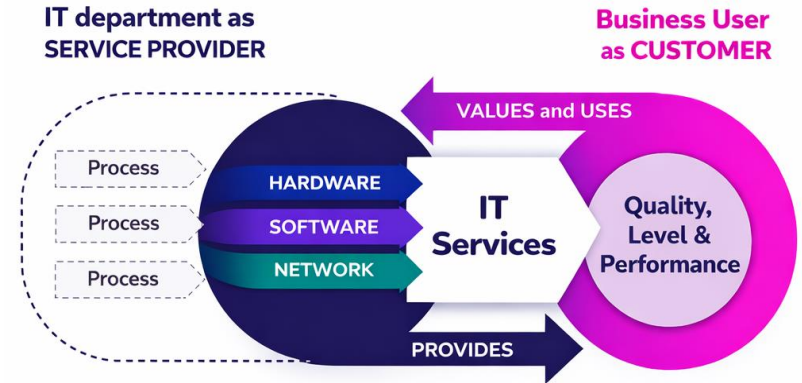 IT department as
SERVICE PROVIDER
Business User
as CUSTOMER
VALUES and USES
Process
Process
Process
HARDWARE
SOFTWARE
NETWORK
IT
Services
Quality,
Level &
Performance
PROVIDES